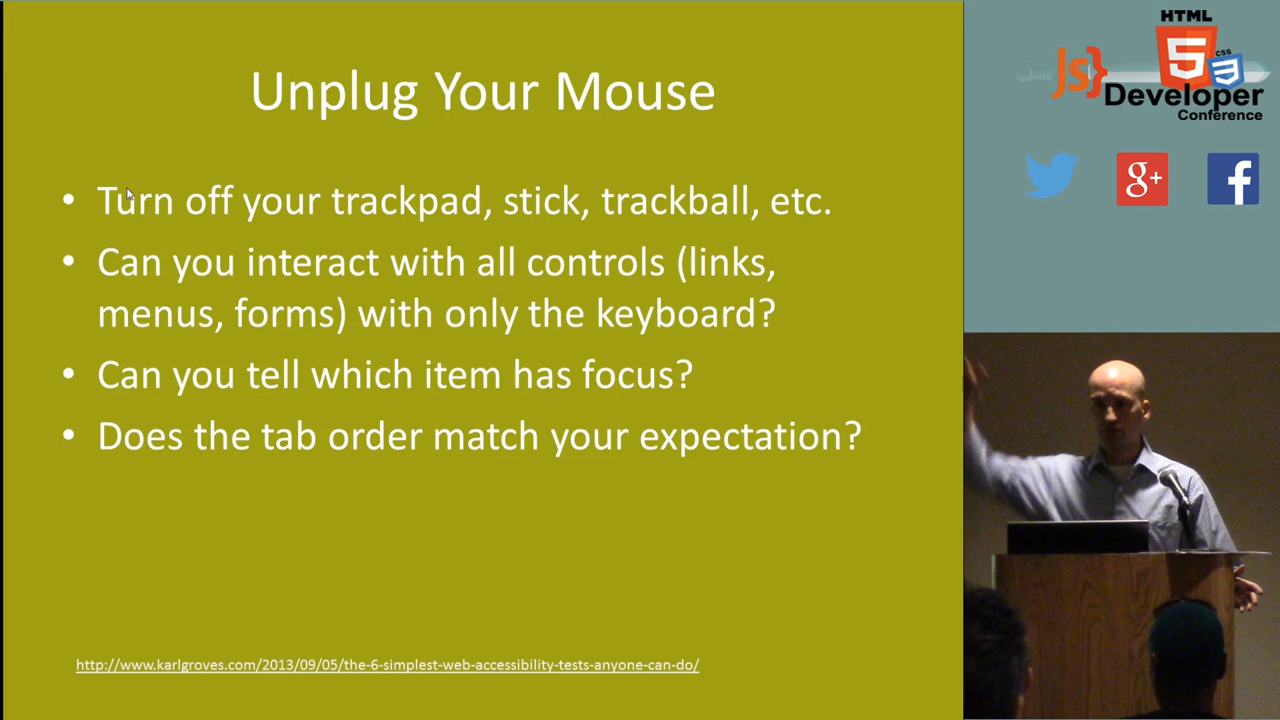 Unplug Your Mouse
• Turn off your trackpad, stick, trackball, etc.
• Can you interact with all controls (links,
menus, forms) with only the keyboard?
• Can you tell which item has focus?
• Does the tab order match your expectation?
http://www.karlgroves.com/2013/09/05/the-6-simplest-web-accessibility-tests-anyone-can-do/
HTML
JS} 5 CSS 3
Developer
Conference
g+ f